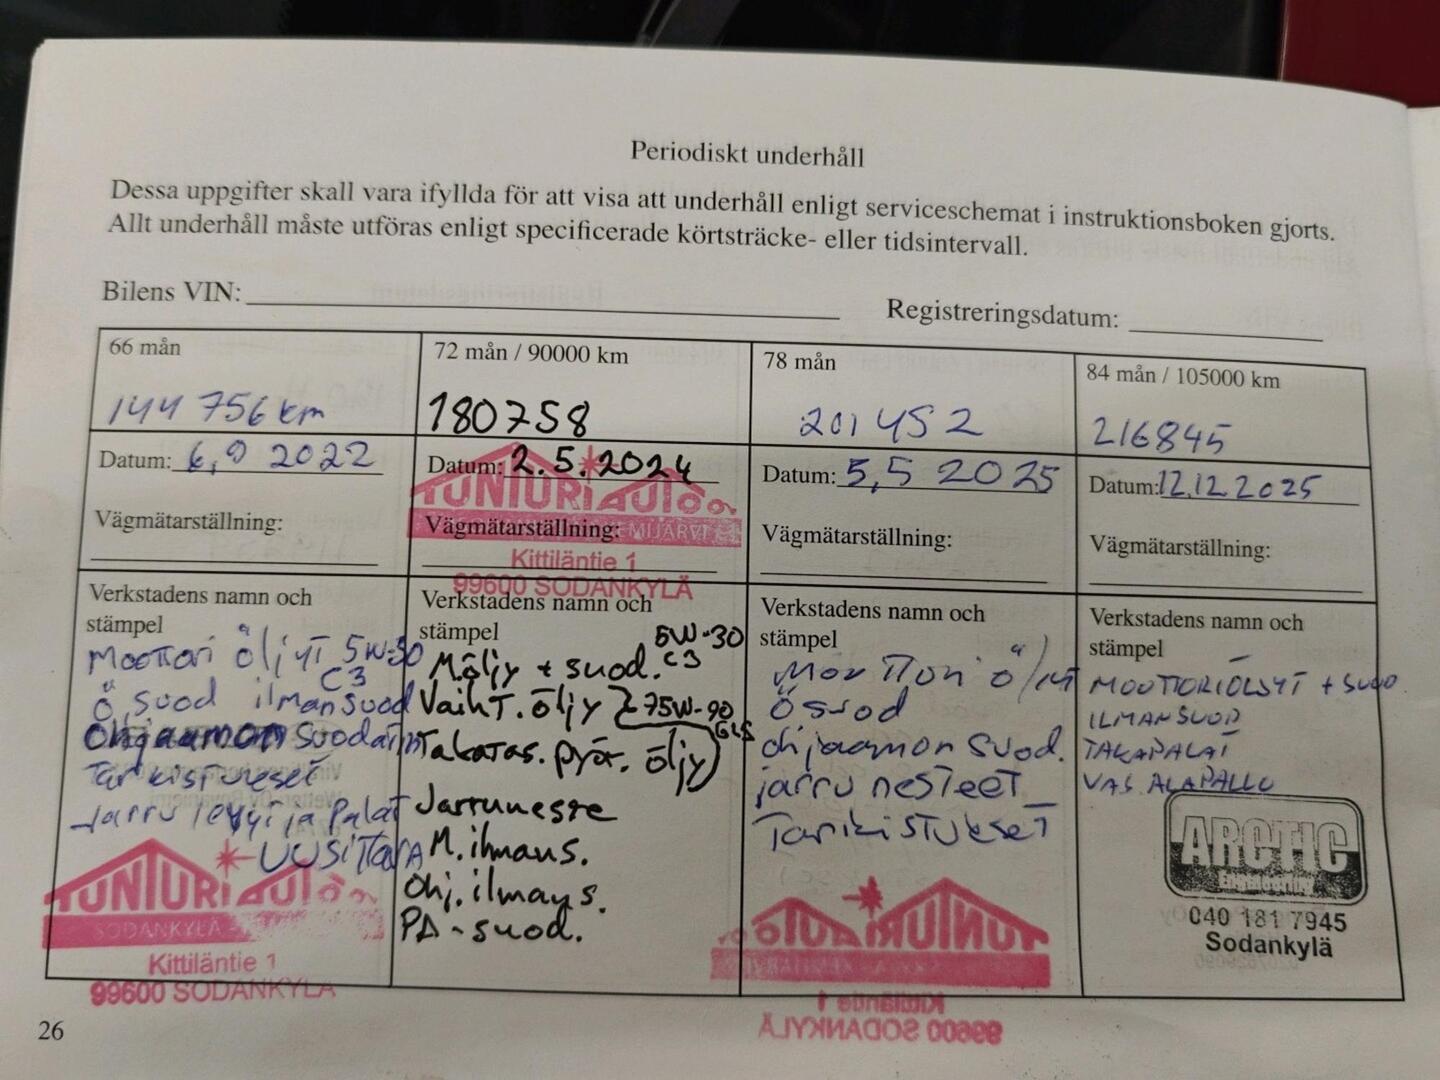 Periodiskt underhåll
Dessa uppgifter skall vara ifyllda för att visa att underhåll enligt serviceschemat i instruktionsboken gjorts.
Allt underhåll måste utföras enligt specificerade körtsträcke- eller tidsintervall.
Bilens VIN:
Registreringsdatum:
66 mån
144 756 km
Datum: 6,9 2022
Vägmätarställning:
Verkstadens namn och
stämpel
Moottori öljyt 5W-30
C3
ö suod ilmansuod
Ohjaamon suodatin
Tarkistukset
Jarru levyt ja Palat
UUSITTAVA
TUNTURIAUTO
SODANKYLÄ
Kittiläntie 1
99600 SODANKYLÄ
72 mån / 90000 km
180758
Datum: 2.5.2024
TUNTURIAUTO
Vägmätarställning:
KEMIJÄRVI
Kittiläntie 1
99600 SODANKYLÄ
Verkstadens namn och
stämpel
5W-30
Möljy + suod. C3
Vaiht. öljy 75W-90
GL5
Takatas. pyör. öljy
Jarruneste
M.ilmans.
Ohj.ilmans.
PA-suod.
78 mån
201 452
Datum: 5,5 2025
Vägmätarställning:
Verkstadens namn och
stämpel
Moottori öljyt
ö suod
ohjaamon suod.
jarru nesteet
Tarkistukset
TUNTURIAUTO
Kittiläntie 1
99600 SODANKYLÄ
84 mån / 105000 km
216845
Datum: 12.12.2025
Vägmätarställning:
Verkstadens namn och
stämpel
MOOTTORIÖLJYT + SUOD
ILMANSUOD
TAKAPALAT
VAS. ALAPALLO
ARCTIC
Engineering
040 181 7945
Sodankylä
26